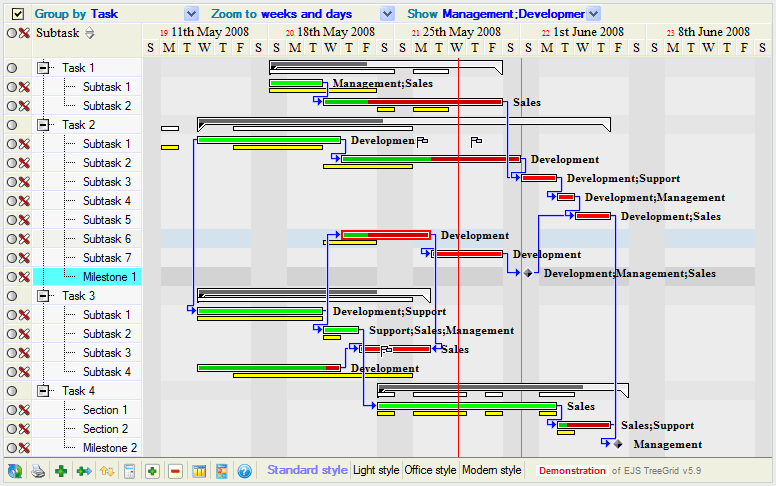 Group by Task Zoom to weeks and days Show Management;Developmer
Subtask 19 11th May 2008 20 18th May 2008 21 25th May 2008 22 1st June 2008 23 8th June 2008
S M T W T F S S M T W T F S S M T W T F S S M T W T F S S M T W T F S
Task 1
Subtask 1 Management;Sales
Subtask 2 Sales
Task 2
Subtask 1 Developmen
Subtask 2 Development
Subtask 3 Development;Support
Subtask 4 Development;Management
Subtask 5 Development;Sales
Subtask 6 Development
Subtask 7 Development
Milestone 1 Development;Management;Sales
Task 3
Subtask 1 Development;Support
Subtask 2 Support;Sales;Management
Subtask 3 Sales
Subtask 4 Development
Task 4
Section 1 Sales
Section 2 Sales;Support
Milestone 2 Management
Standard style Light style Office style Modern style Demonstration of EJS TreeGrid v5.9